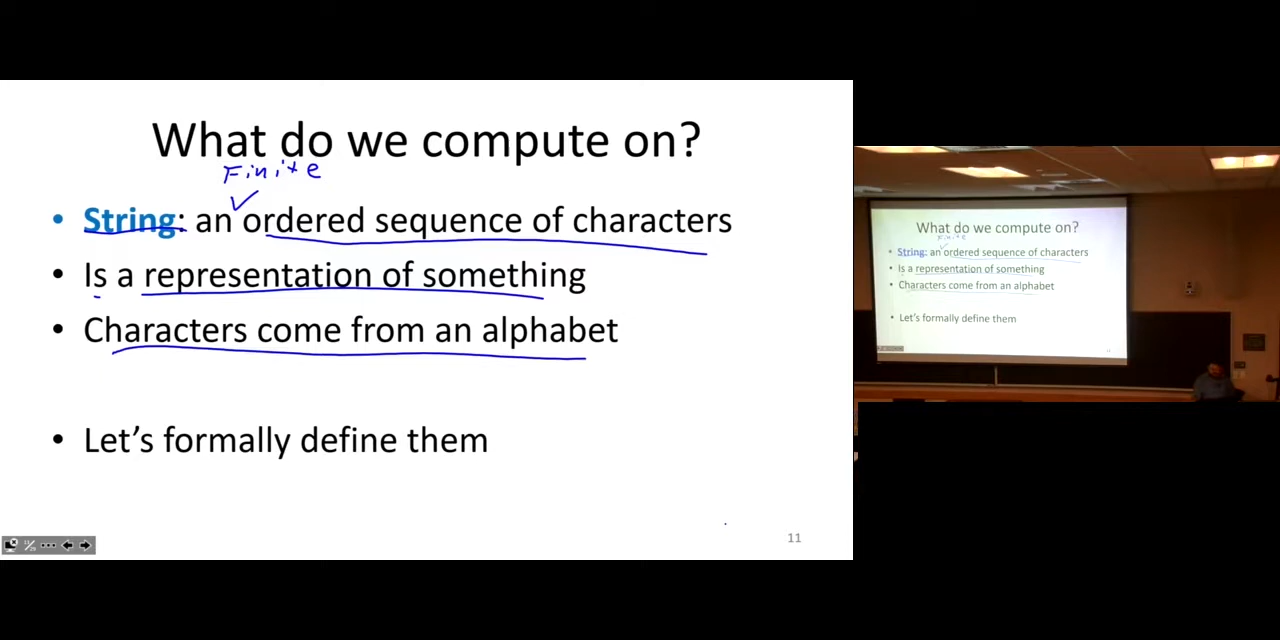 What do we compute on?
Finite
• String: an ordered sequence of characters
• Is a representation of something
• Characters come from an alphabet
• Let's formally define them
11
What do we compute on?
Finite
• String: an ordered sequence of characters
• Is a representation of something
• Characters come from an alphabet
• Let's formally define them